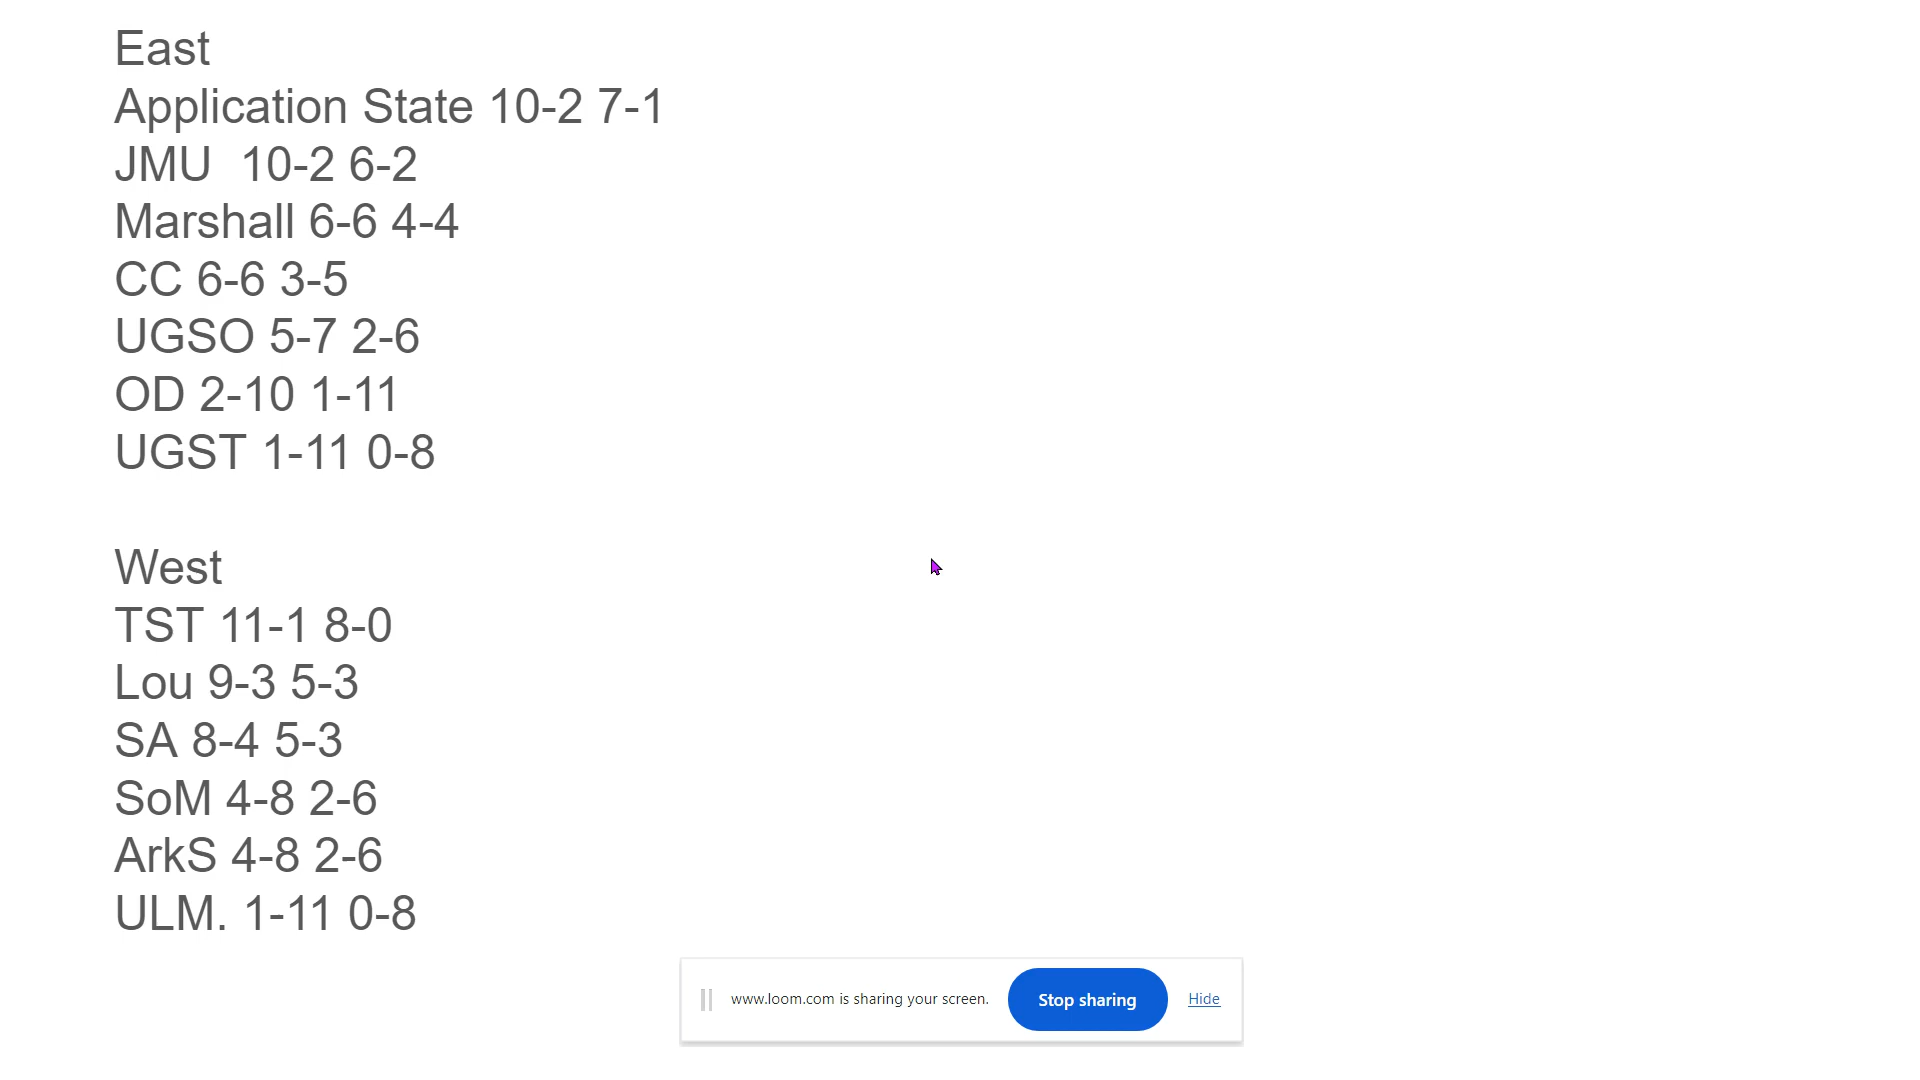 East
Application State 10-2 7-1
JMU  10-2 6-2
Marshall 6-6 4-4
CC 6-6 3-5
UGSO 5-7 2-6
OD 2-10 1-11
UGST 1-11 0-8
West
TST 11-1 8-0
Lou 9-3 5-3
SA 8-4 5-3
SoM 4-8 2-6
ArkS 4-8 2-6
ULM. 1-11 0-8
www.loom.com is sharing your screen. Stop sharing Hide